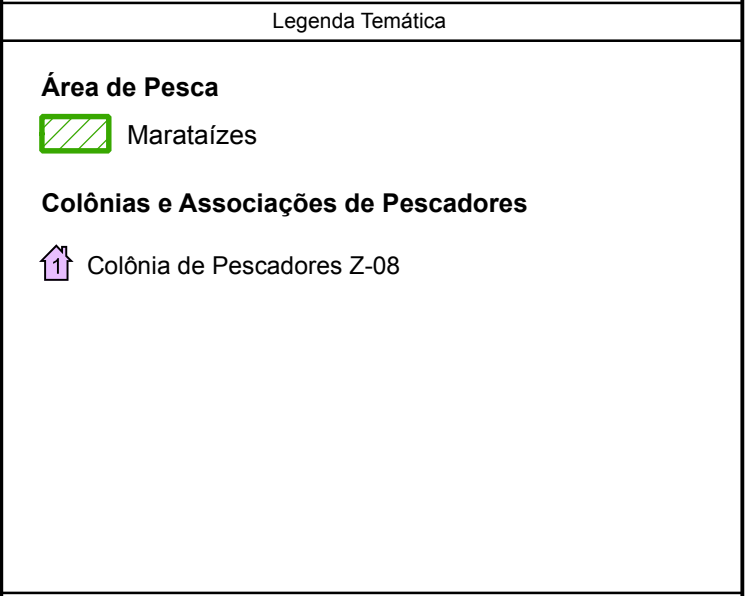 Legenda Temática
Área de Pesca
Marataízes
Colônias e Associações de Pescadores
1 Colônia de Pescadores Z-08